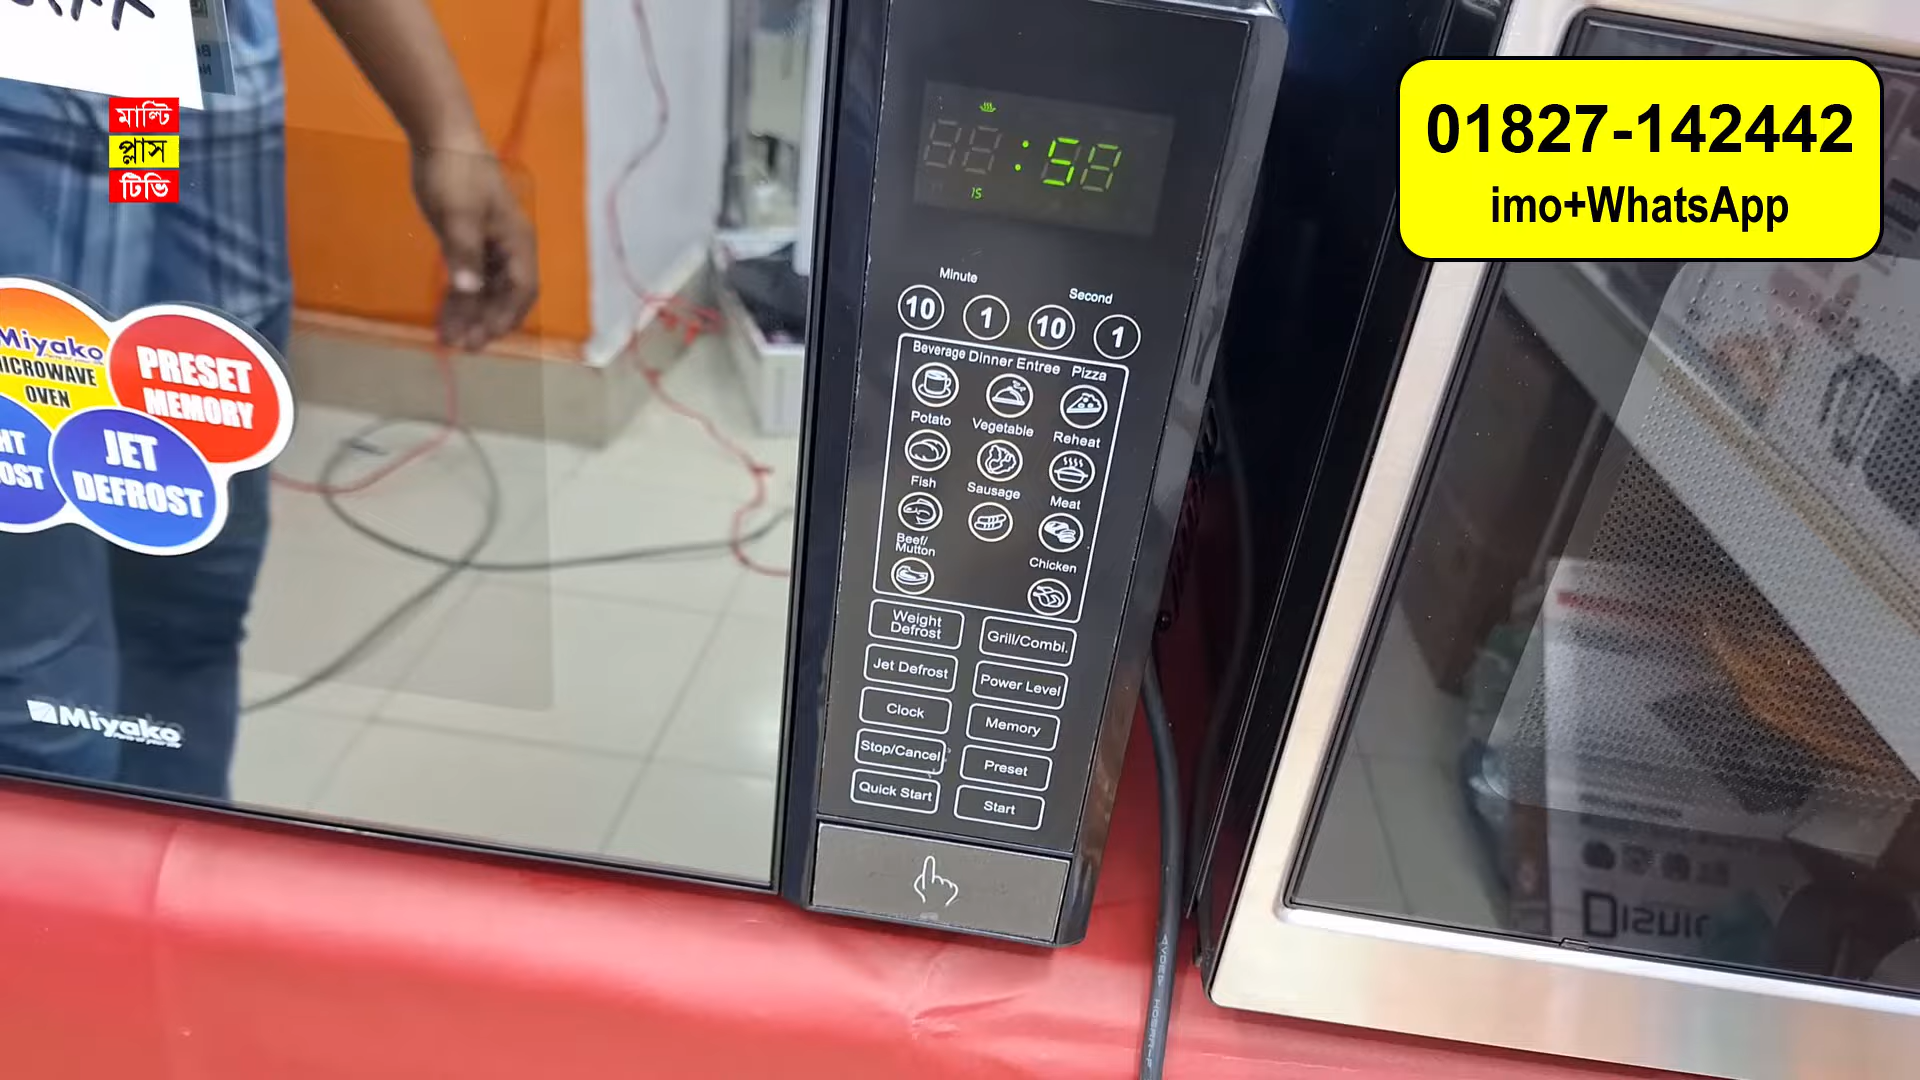 মাল্টি
প্লাস
টিভি
01827-142442
imo+WhatsApp
Miyako
MICROWAVE
OVEN
PRESET
MEMORY
JET
DEFROST
Miyako
15
Minute
Second
10 1 10 1
Beverage Dinner Entree Pizza
Potato Vegetable Reheat
Fish Sausage Meat
Beef/
Mutton
Chicken
Weight
Defrost
Grill/Combi.
Jet Defrost
Power Level
Clock
Memory
Stop/Cancel
Preset
Quick Start
Start